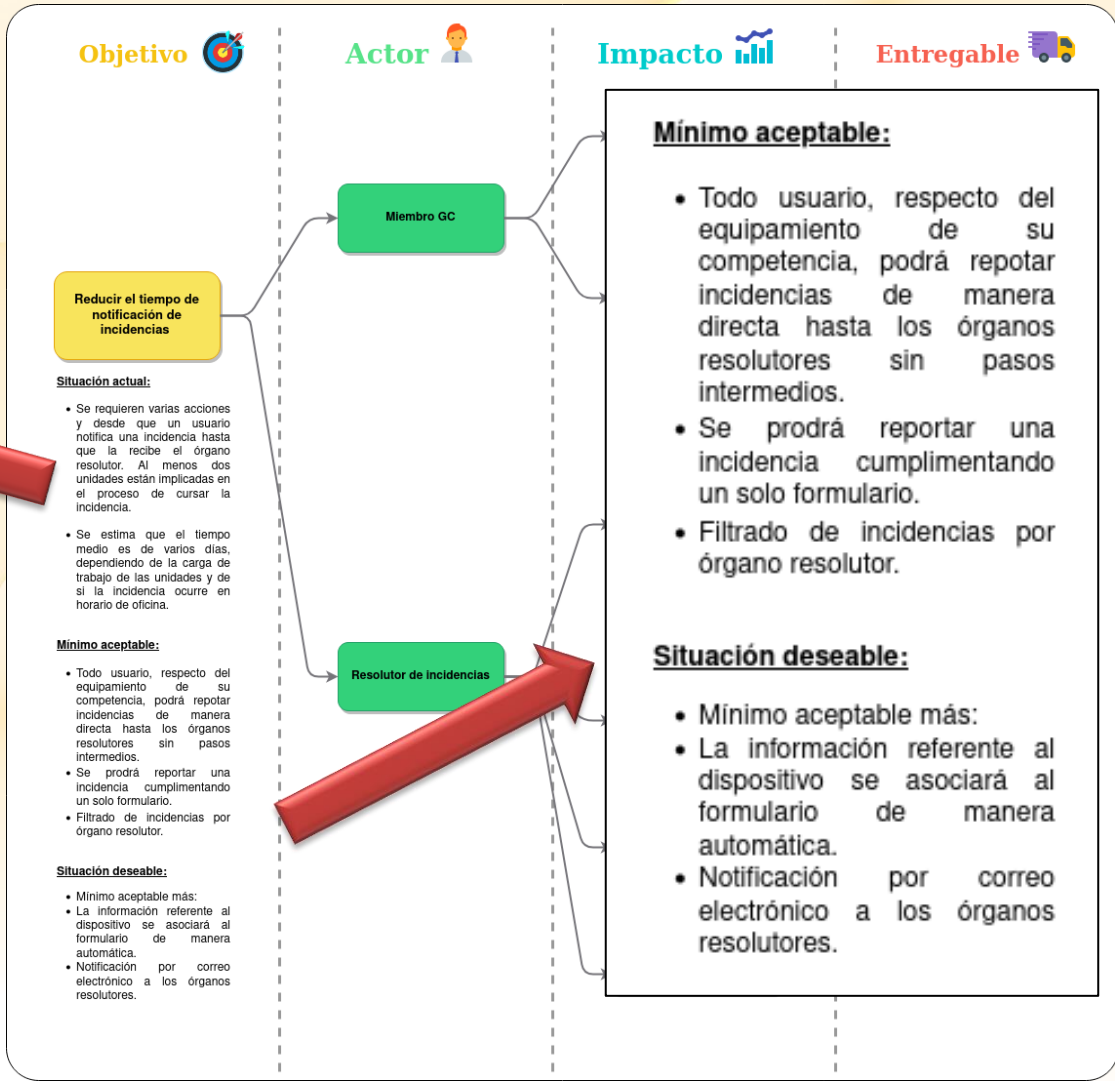 Objetivo
Actor
Impacto
Entregable
Miembro GC
Reducir el tiempo de
notificación de
incidencias
Situación actual:
• Se requieren varias acciones
y desde que un usuario
notifica una incidencia hasta
que la recibe el órgano
resolutor. Al menos dos
unidades están implicadas en
el proceso de cursar la
incidencia.
• Se estima que el tiempo
medio es de varios días,
dependiendo de la carga de
trabajo de las unidades y de
si la incidencia ocurre en
horario de oficina.
Mínimo aceptable:
• Todo usuario, respecto del
equipamiento de su
competencia, podrá repotar
incidencias de manera
directa hasta los órganos
resolutores sin pasos
intermedios.
• Se prodrá reportar una
incidencia cumplimentando
un solo formulario.
• Filtrado de incidencias por
órgano resolutor.
Situación deseable:
• Mínimo aceptable más:
• La información referente al
dispositivo se asociará al
formulario de manera
automática.
• Notificación por correo
electrónico a los órganos
resolutores.
Resolutor de incidencias
Mínimo aceptable:
• Todo usuario, respecto del
equipamiento de su
competencia, podrá repotar
incidencias de manera
directa hasta los órganos
resolutores sin pasos
intermedios.
• Se prodrá reportar una
incidencia cumplimentando
un solo formulario.
• Filtrado de incidencias por
órgano resolutor.
Situación deseable:
• Mínimo aceptable más:
• La información referente al
dispositivo se asociará al
formulario de manera
automática.
• Notificación por correo
electrónico a los órganos
resolutores.